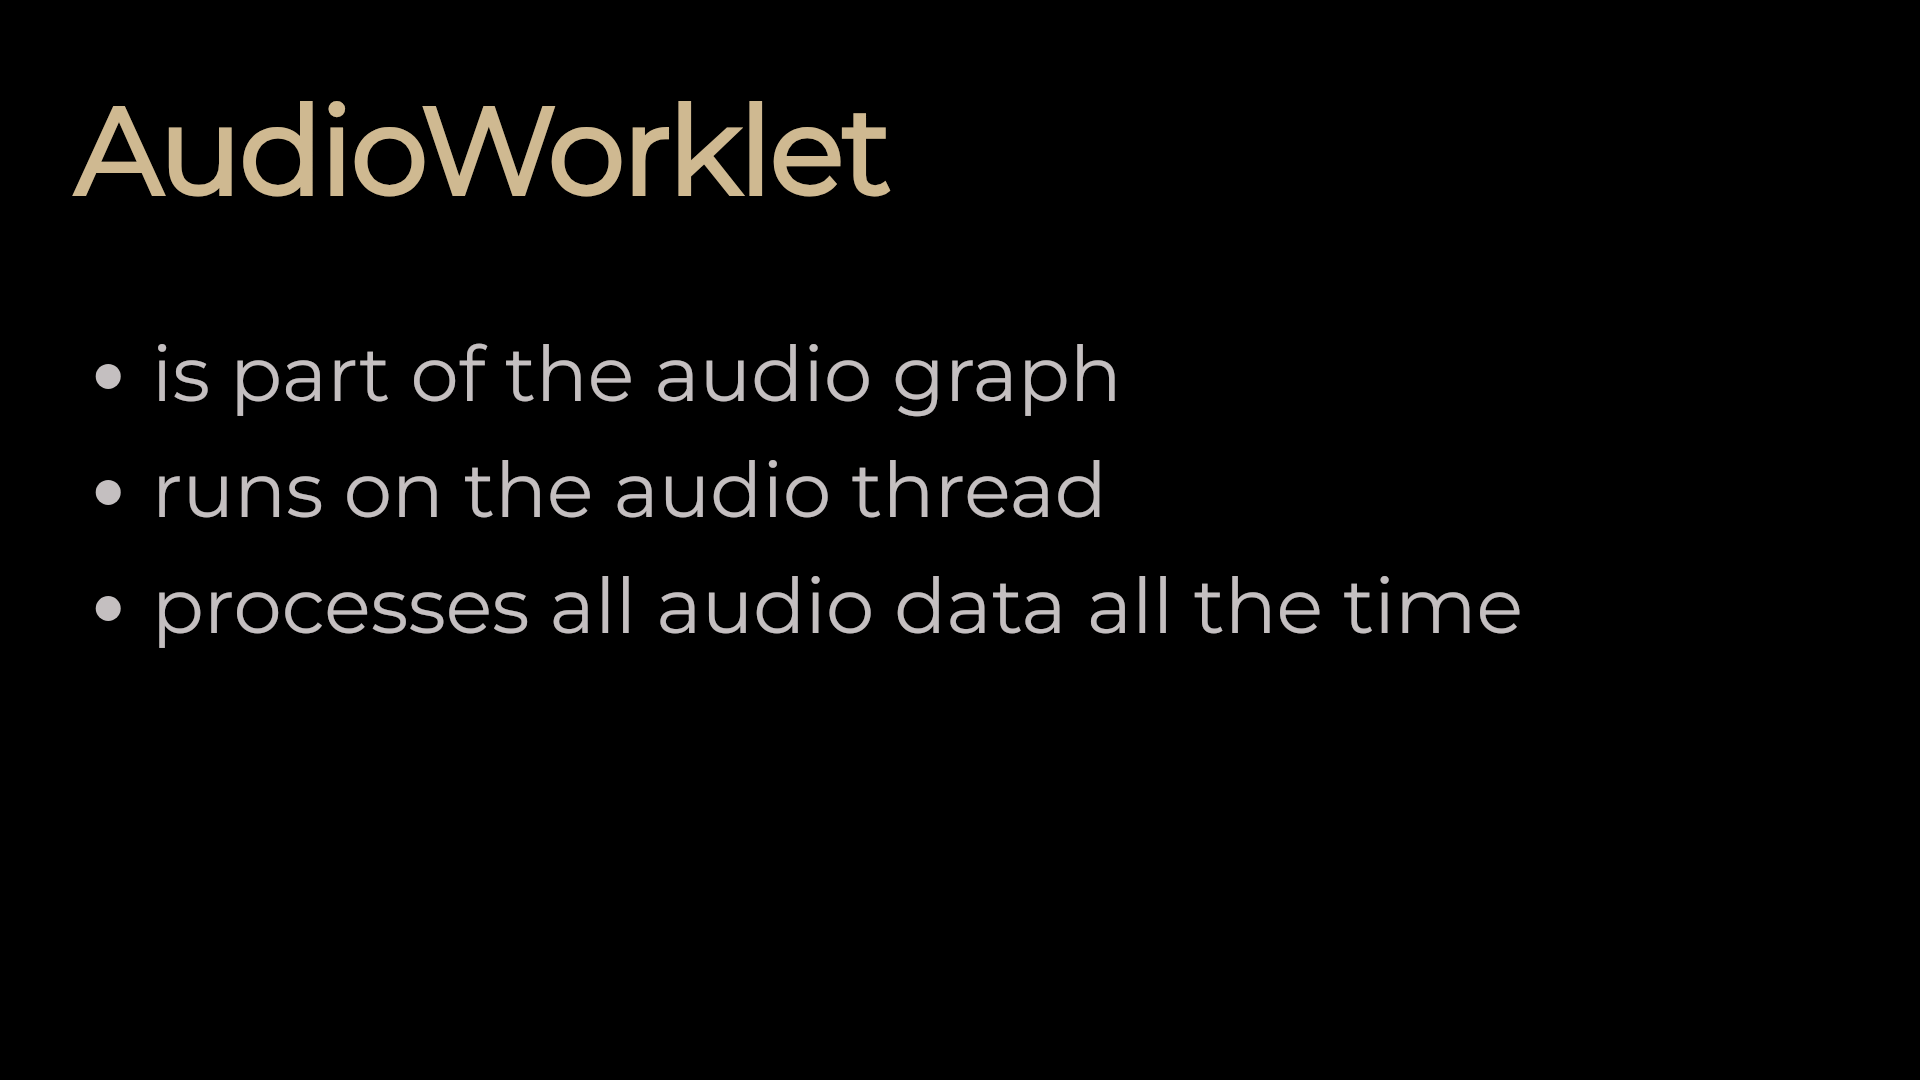 AudioWorklet
• is part of the audio graph
• runs on the audio thread
• processes all audio data all the time